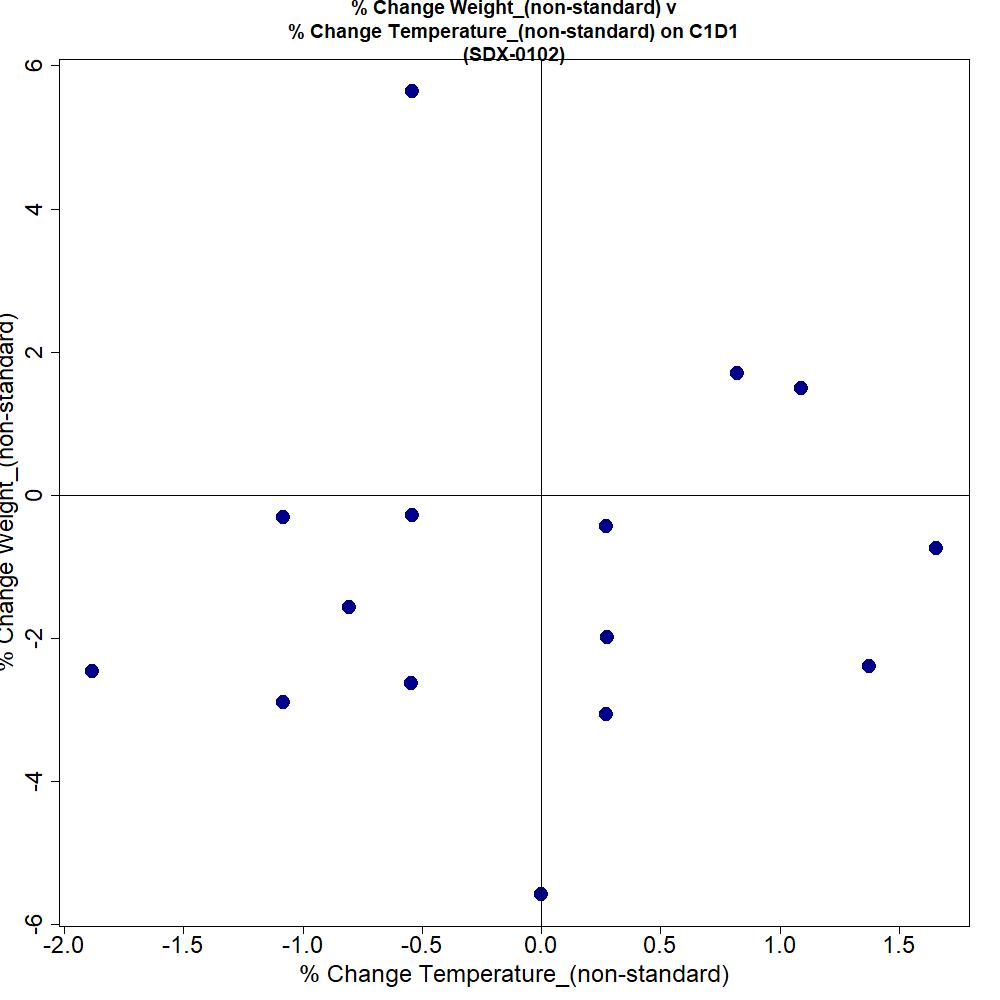 % Change Weight_(non-standard) v
% Change Temperature_(non-standard) on C1D1
(SDX-0102)
% Change Weight_(non-standard)
6
4
2
0
-2
-4
-6
-2.0 -1.5 -1.0 -0.5 0.0 0.5 1.0 1.5
% Change Temperature_(non-standard)